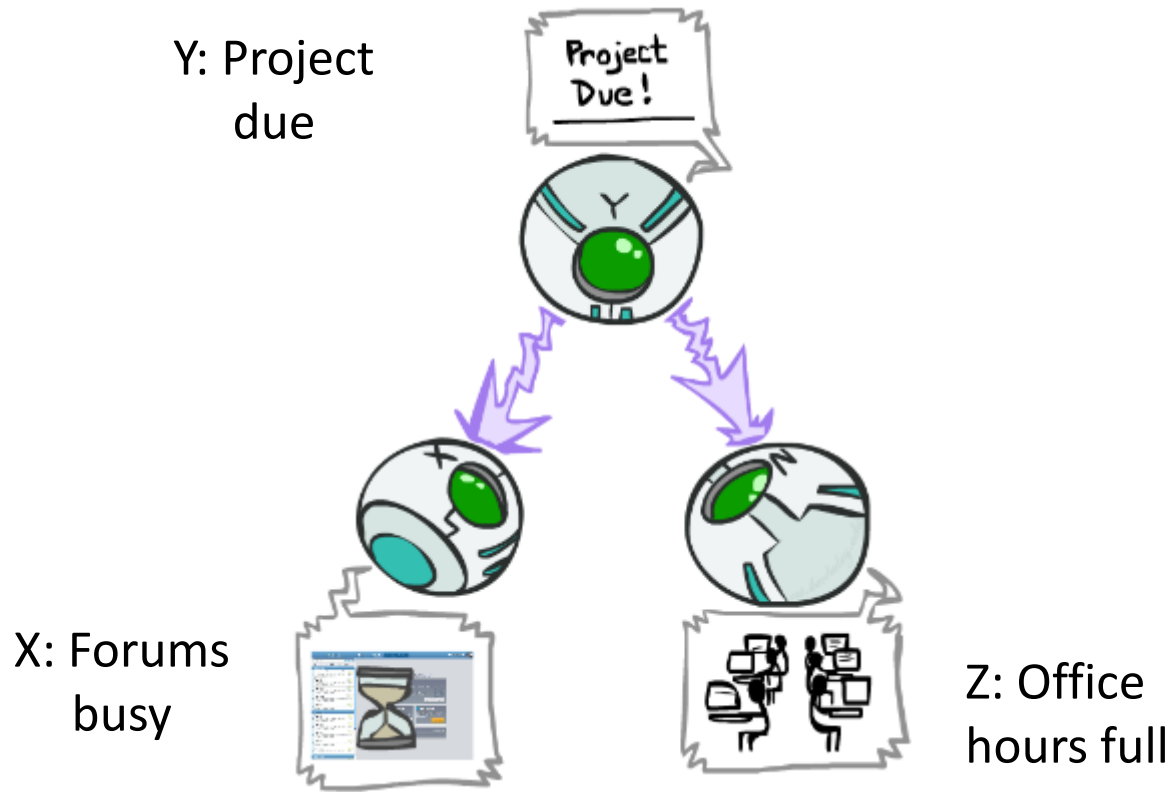 Y: Project
due
Project
Due!
Y
X
Z
X: Forums
busy
Z: Office
hours full